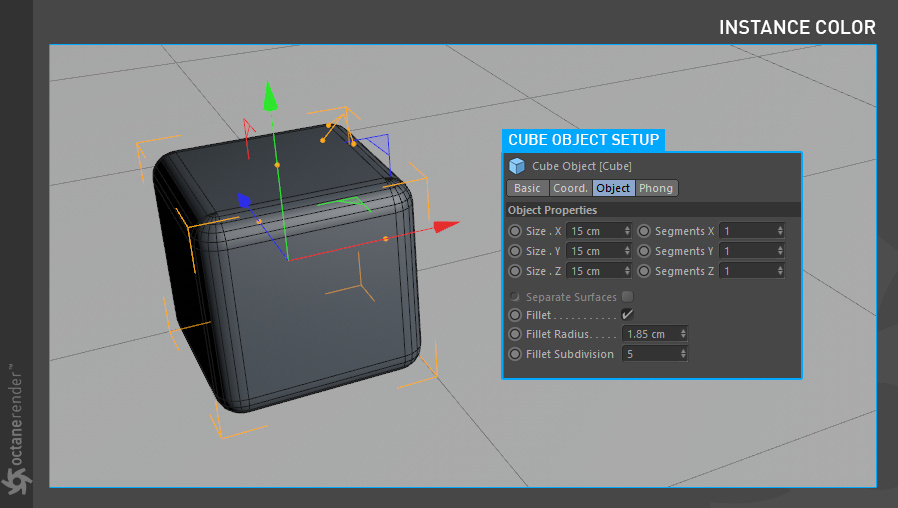 INSTANCE COLOR
CUBE OBJECT SETUP
Cube Object [Cube]
Basic Coord. Object Phong
Object Properties
Size . X 15 cm Segments X 1
Size . Y 15 cm Segments Y 1
Size . Z 15 cm Segments Z 1
Separate Surfaces
Fillet . . . . . . . . . . .
Fillet Radius. . . . . 1.85 cm
Fillet Subdivision 5
octanerender™